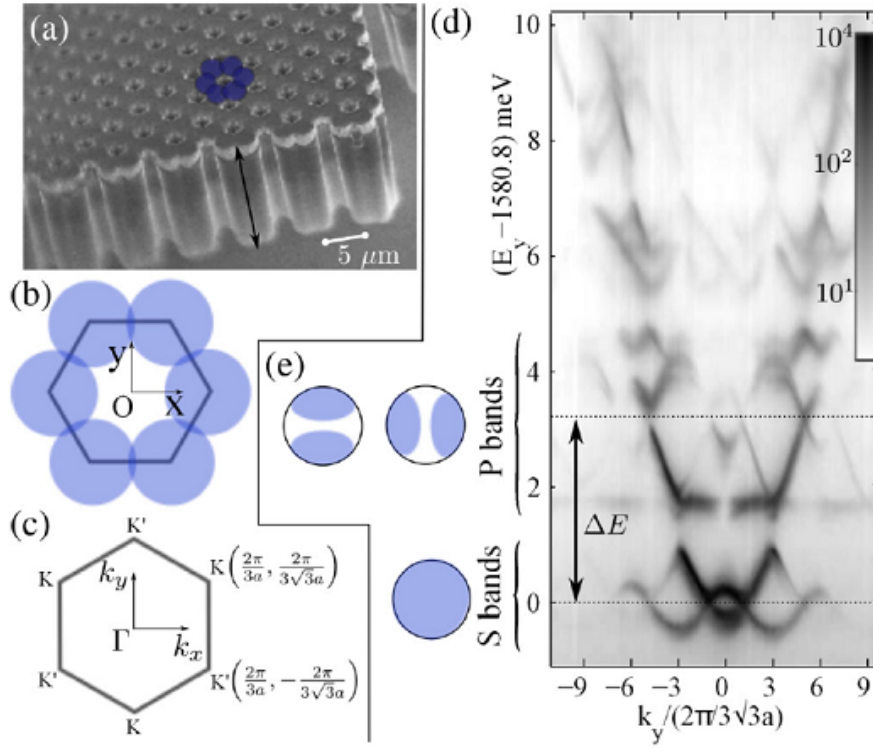 (a)
5 μm
(b)
y
O
X
(c)
K'
K
K(2π/3a, 2π/3√3a)
k_y
Γ
k_x
K'
K'(2π/3a, -2π/3√3a)
K
(d)
(E_y − 1580.8) meV
10
8
6
4
2
0
10^4
10^2
10^1
ΔE
-9
-6
-3
0
3
6
9
k_y/(2π/3√3a)
(e)
P bands
S bands